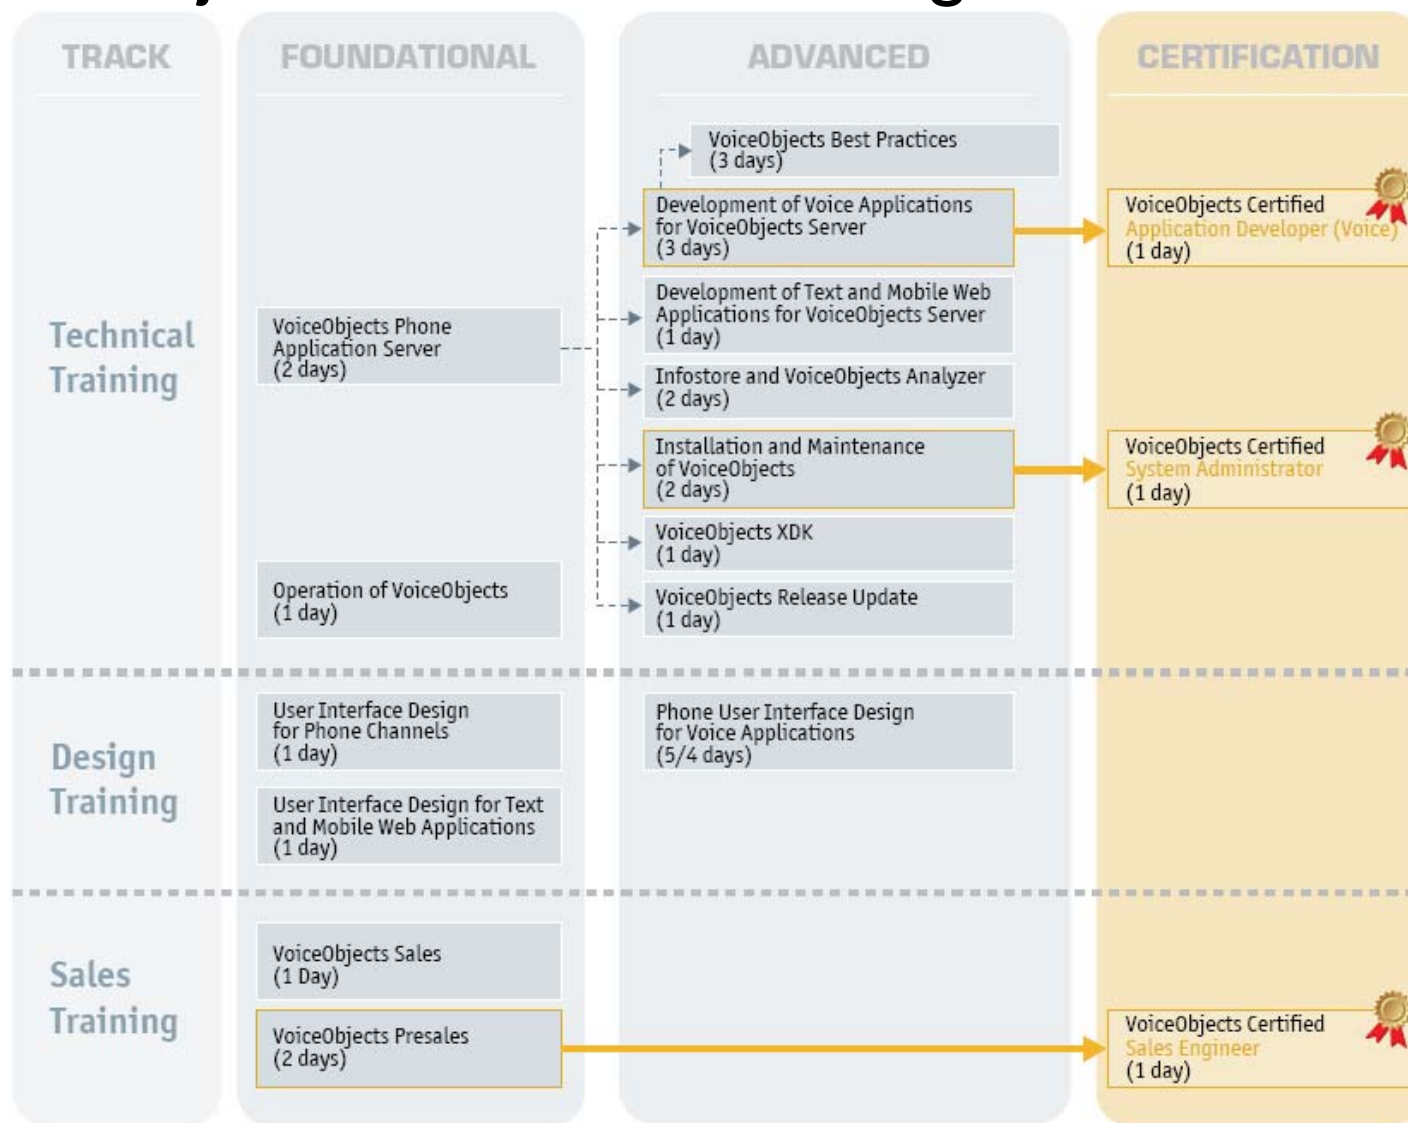 TRACK
FOUNDATIONAL
ADVANCED
CERTIFICATION
Technical
Training
VoiceObjects Phone
Application Server
(2 days)
Operation of VoiceObjects
(1 day)
VoiceObjects Best Practices
(3 days)
Development of Voice Applications
for VoiceObjects Server
(3 days)
Development of Text and Mobile Web
Applications for VoiceObjects Server
(1 day)
Infostore and VoiceObjects Analyzer
(2 days)
Installation and Maintenance
of VoiceObjects
(2 days)
VoiceObjects XDK
(1 day)
VoiceObjects Release Update
(1 day)
VoiceObjects Certified
Application Developer (Voice)
(1 day)
VoiceObjects Certified
System Administrator
(1 day)
Design
Training
User Interface Design
for Phone Channels
(1 day)
User Interface Design for Text
and Mobile Web Applications
(1 day)
Phone User Interface Design
for Voice Applications
(5/4 days)
Sales
Training
VoiceObjects Sales
(1 Day)
VoiceObjects Presales
(2 days)
VoiceObjects Certified
Sales Engineer
(1 day)